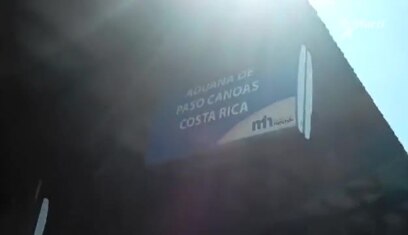 ADUANA DE
PASO CANOAS
COSTA RICA
mh